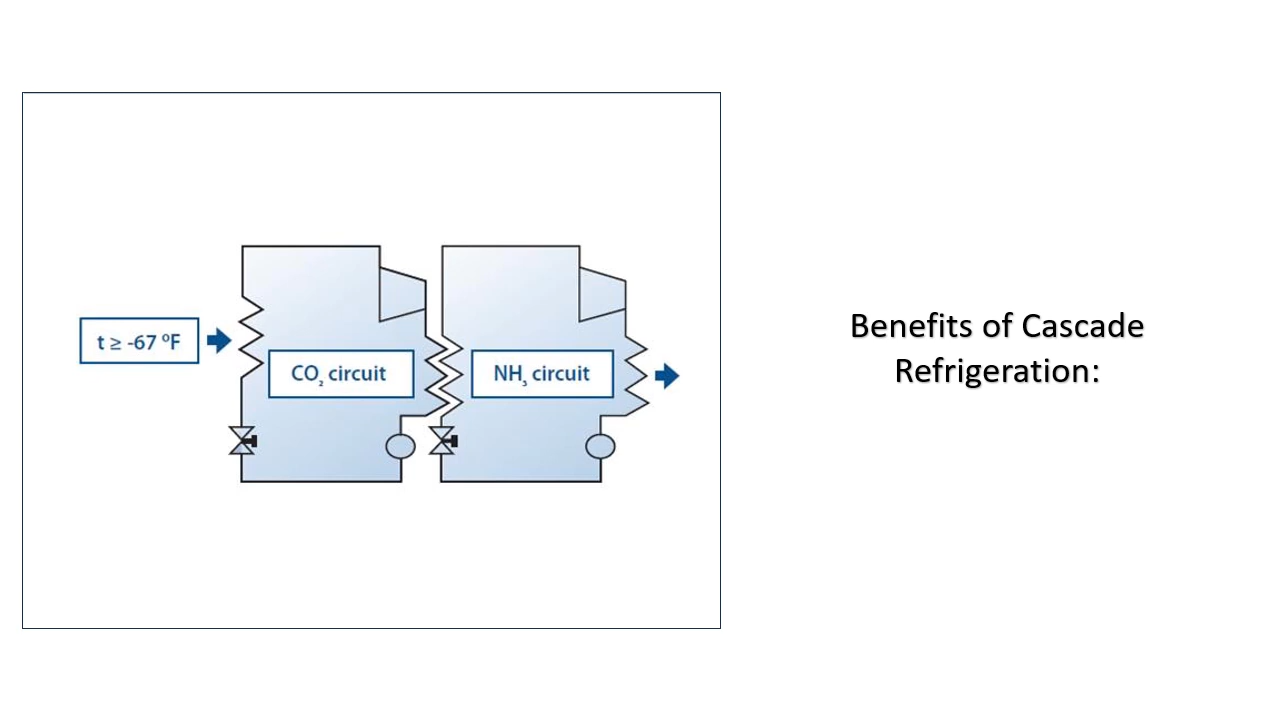 t ≥ -67 ºF
CO₂ circuit
NH₃ circuit
Benefits of Cascade
Refrigeration: